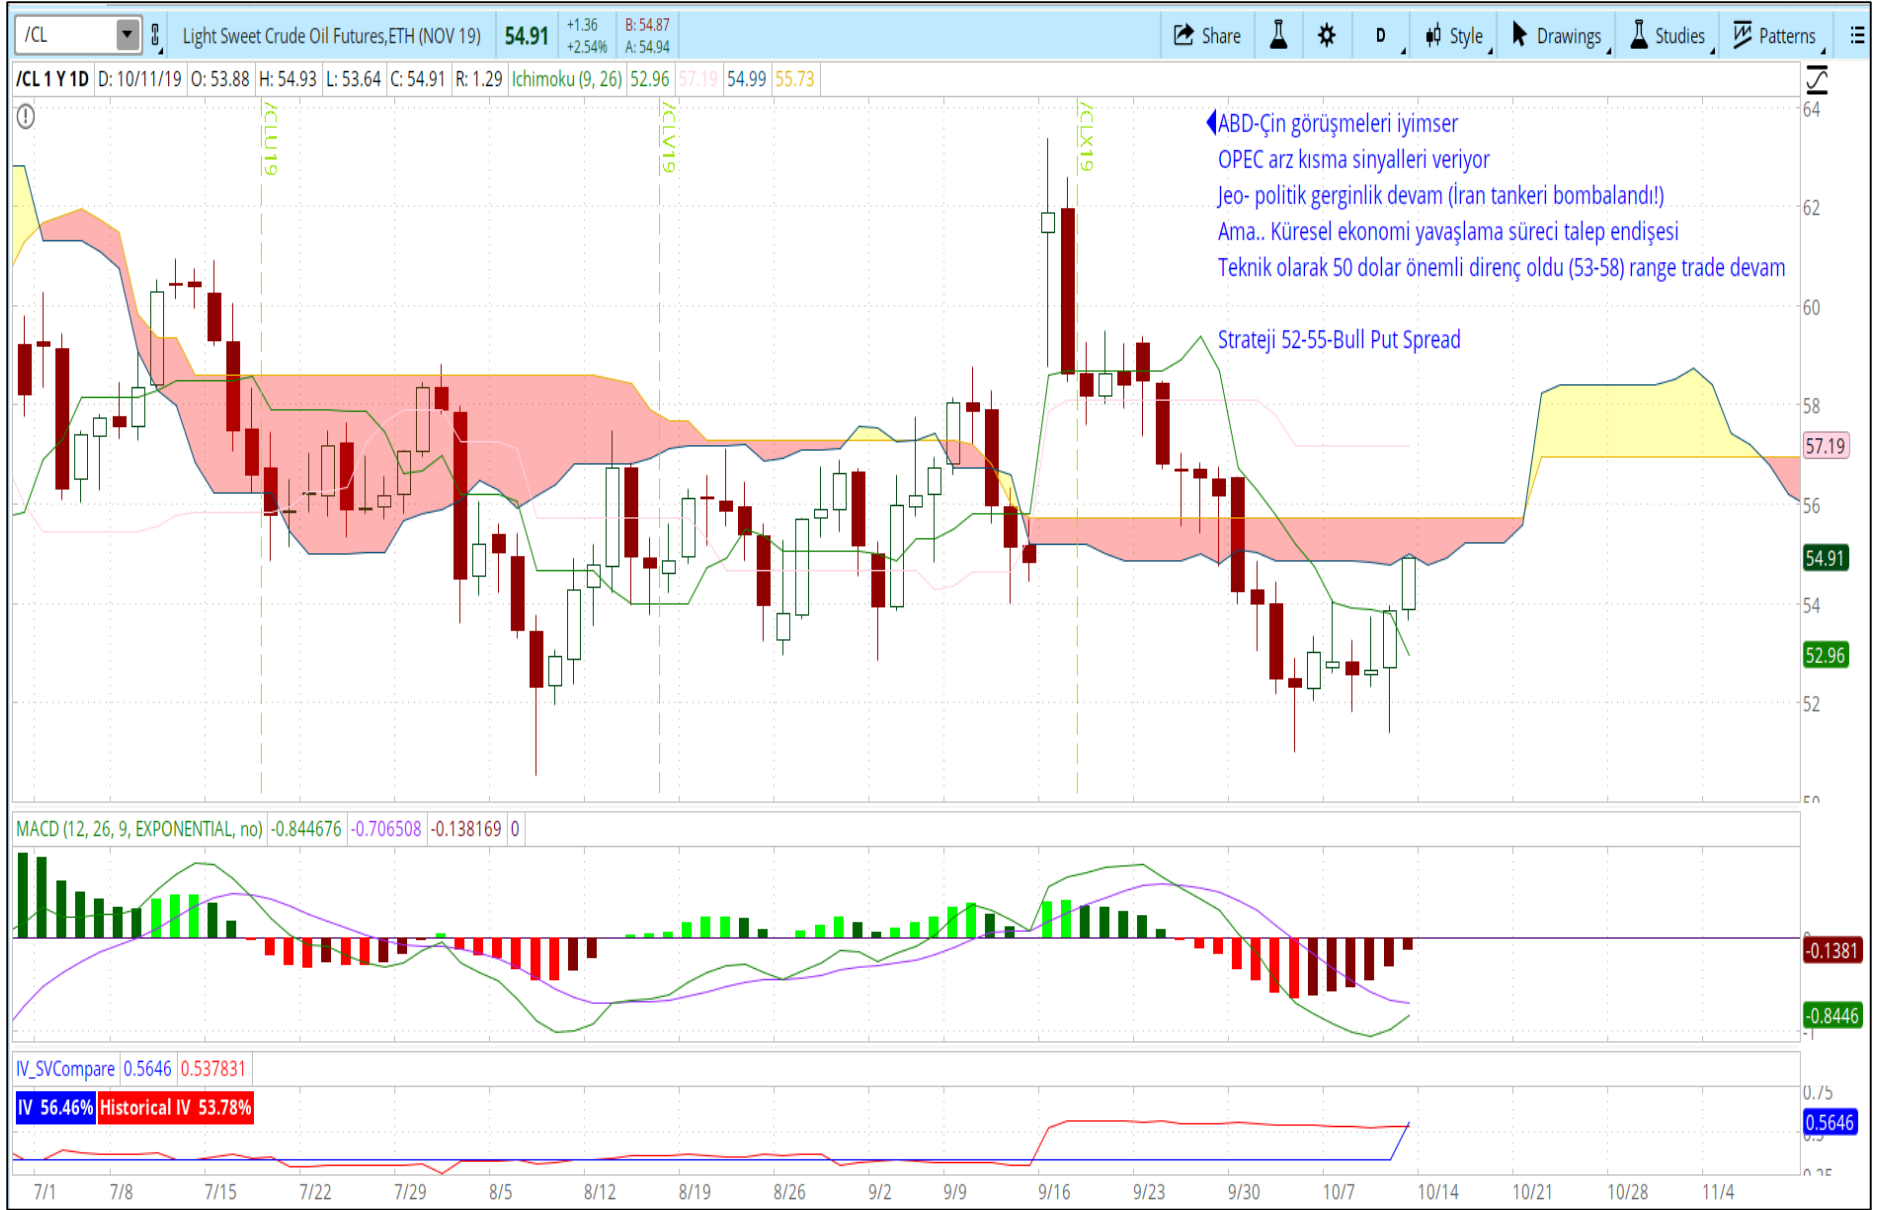 /CL Light Sweet Crude Oil Futures,ETH (NOV 19) 54.91 +1.36 +2.54% B: 54.87 A: 54.94 Share D Style Drawings Studies Patterns
/CL 1 Y 1D D: 10/11/19 O: 53.88 H: 54.93 L: 53.64 C: 54.91 R: 1.29 Ichimoku (9, 26) 52.96 57.19 54.99 55.73
/CLU19
/CLV19
/CLX19
ABD-Çin görüşmeleri iyimser
OPEC arz kısma sinyalleri veriyor
Jeo- politik gerginlik devam (İran tankeri bombalandı!)
Ama.. Küresel ekonomi yavaşlama süreci talep endişesi
Teknik olarak 50 dolar önemli direnç oldu (53-58) range trade devam
Strateji 52-55-Bull Put Spread
64
62
60
58
57.19
56
54.91
54
52.96
52
50
MACD (12, 26, 9, EXPONENTIAL, no) -0.844676 -0.706508 -0.138169 0
0
-0.1381
-0.8446
-1
IV_SVCompare 0.5646 0.537831
IV 56.46% Historical IV 53.78%
0.75
0.5646
0.5
0.25
7/1 7/8 7/15 7/22 7/29 8/5 8/12 8/19 8/26 9/2 9/9 9/16 9/23 9/30 10/7 10/14 10/21 10/28 11/4